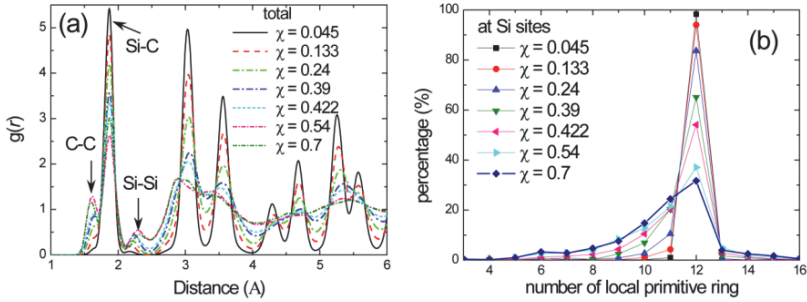 (a)
total
Si-C
χ = 0.045
χ = 0.133
χ = 0.24
χ = 0.39
χ = 0.422
χ = 0.54
χ = 0.7
C-C
Si-Si
g(r)
0
1
2
3
4
5
1 2 3 4 5 6
Distance (A)
(b)
at Si sites
χ = 0.045
χ = 0.133
χ = 0.24
χ = 0.39
χ = 0.422
χ = 0.54
χ = 0.7
percentage (%)
100
80
60
40
20
0
4 6 8 10 12 14 16
number of local primitive ring